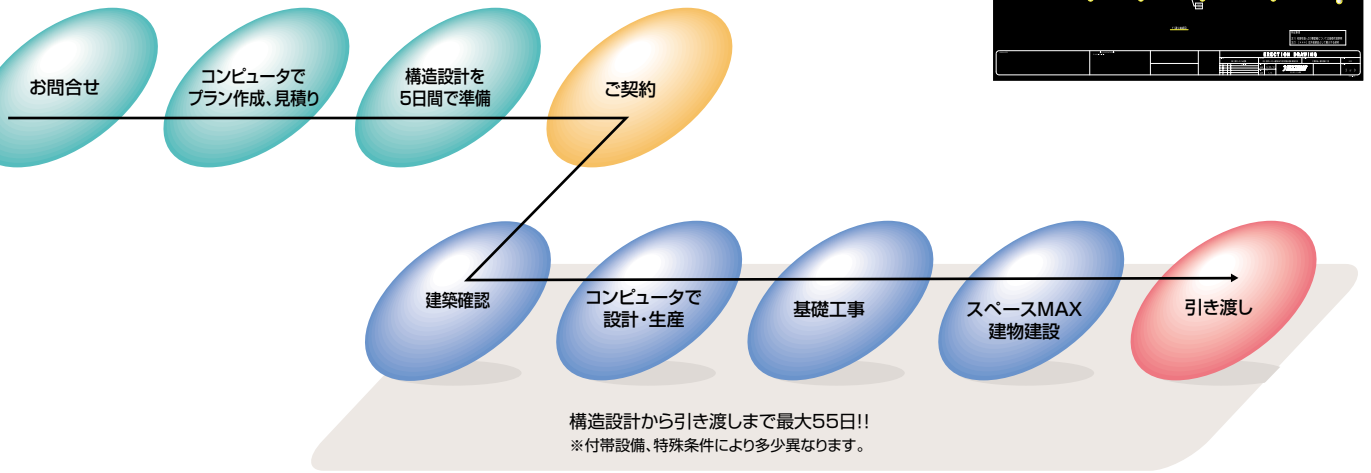 お問合せ
コンピュータで
プラン作成、見積り
構造設計を
5日間で準備
ご契約
ERECTION DRAWING
建築確認
コンピュータで
設計・生産
基礎工事
スペースMAX
建物建設
引き渡し
構造設計から引き渡しまで最大55日!!
※付帯設備、特殊条件により多少異なります。